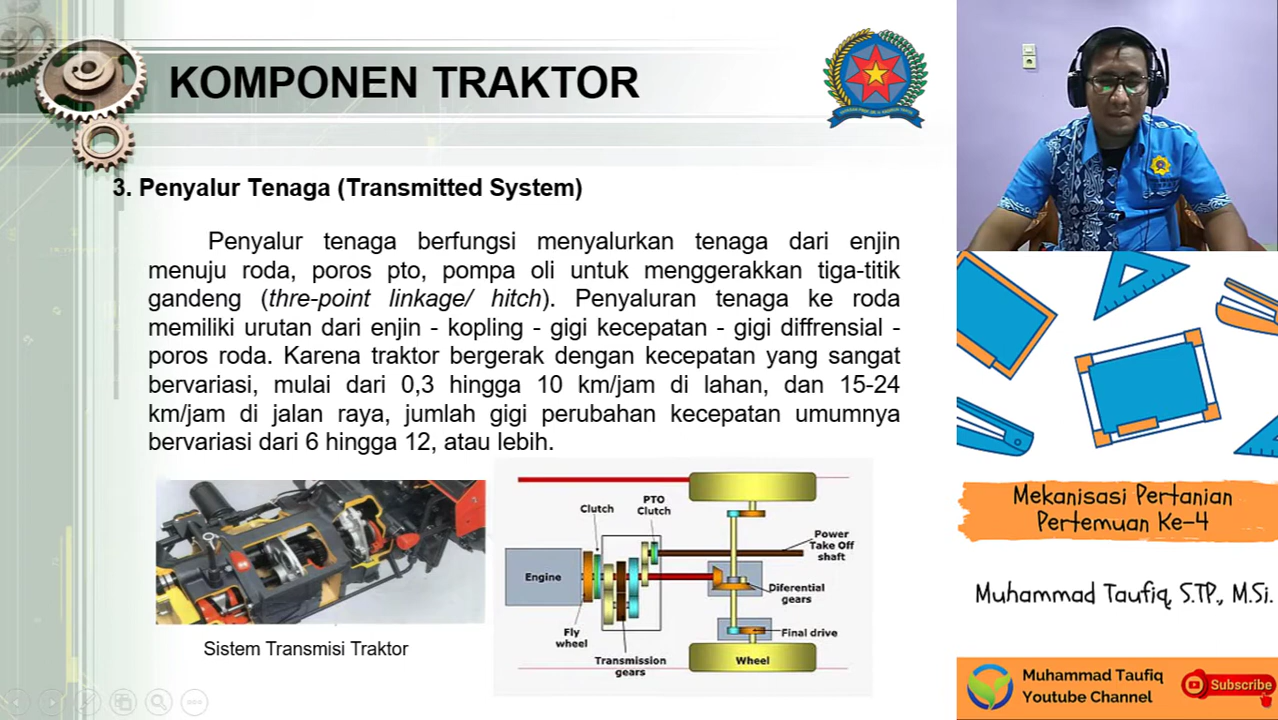 KOMPONEN TRAKTOR
3. Penyalur Tenaga (Transmitted System)
Penyalur tenaga berfungsi menyalurkan tenaga dari enjin
menuju roda, poros pto, pompa oli untuk menggerakkan tiga-titik
gandeng (thre-point linkage/ hitch). Penyaluran tenaga ke roda
memiliki urutan dari enjin - kopling - gigi kecepatan - gigi diffrensial -
poros roda. Karena traktor bergerak dengan kecepatan yang sangat
bervariasi, mulai dari 0,3 hingga 10 km/jam di lahan, dan 15-24
km/jam di jalan raya, jumlah gigi perubahan kecepatan umumnya
bervariasi dari 6 hingga 12, atau lebih.
Sistem Transmisi Traktor
Clutch
PTO
Clutch
Power
Take Off
shaft
Engine
Diferential
gears
Fly
wheel
Final drive
Transmission
gears
Wheel
Mekanisasi Pertanian
Pertemuan Ke-4
Muhammad Taufiq, S.TP., M.Si.
Muhammad Taufiq
Youtube Channel
Subscribe